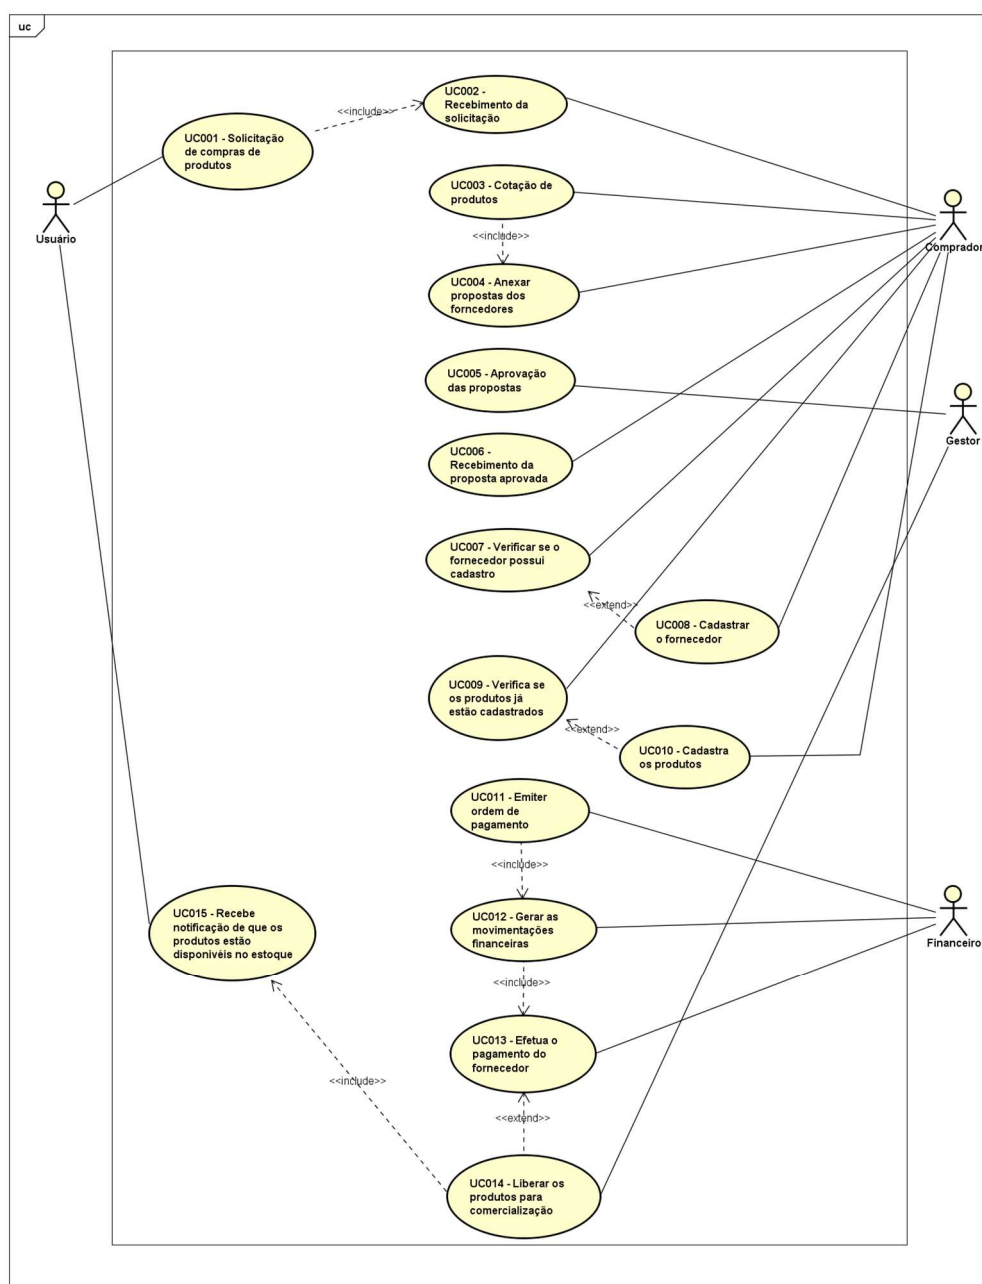 uc
UC002 -
Recebimento da
solicitação
<<include>>
UC001 - Solicitação
de compras de
produtos
UC003 - Cotação de
produtos
Usuário
<<include>>
Comprador
UC004 - Anexar
propostas dos
forncedores
UC005 - Aprovação
das propostas
Gestor
UC006 -
Recebimento da
proposta aprovada
UC007 - Verificar se o
fornecedor possui
cadastro
<<extend>>
UC008 - Cadastrar
o fornecedor
UC009 - Verifica se
os produtos já
estão cadastrados
<<extend>>
UC010 - Cadastra
os produtos
UC011 - Emiter
ordem de
pagamento
<<include>>
UC015 - Recebe
notificação de que os
produtos estão
disponivéis no estoque
UC012 - Gerar as
movimentações
financeiras
Financeiro
<<include>>
UC013 - Efetua o
pagamento do
fornecedor
<<include>>
<<extend>>
UC014 - Liberar os
produtos para
comercialização